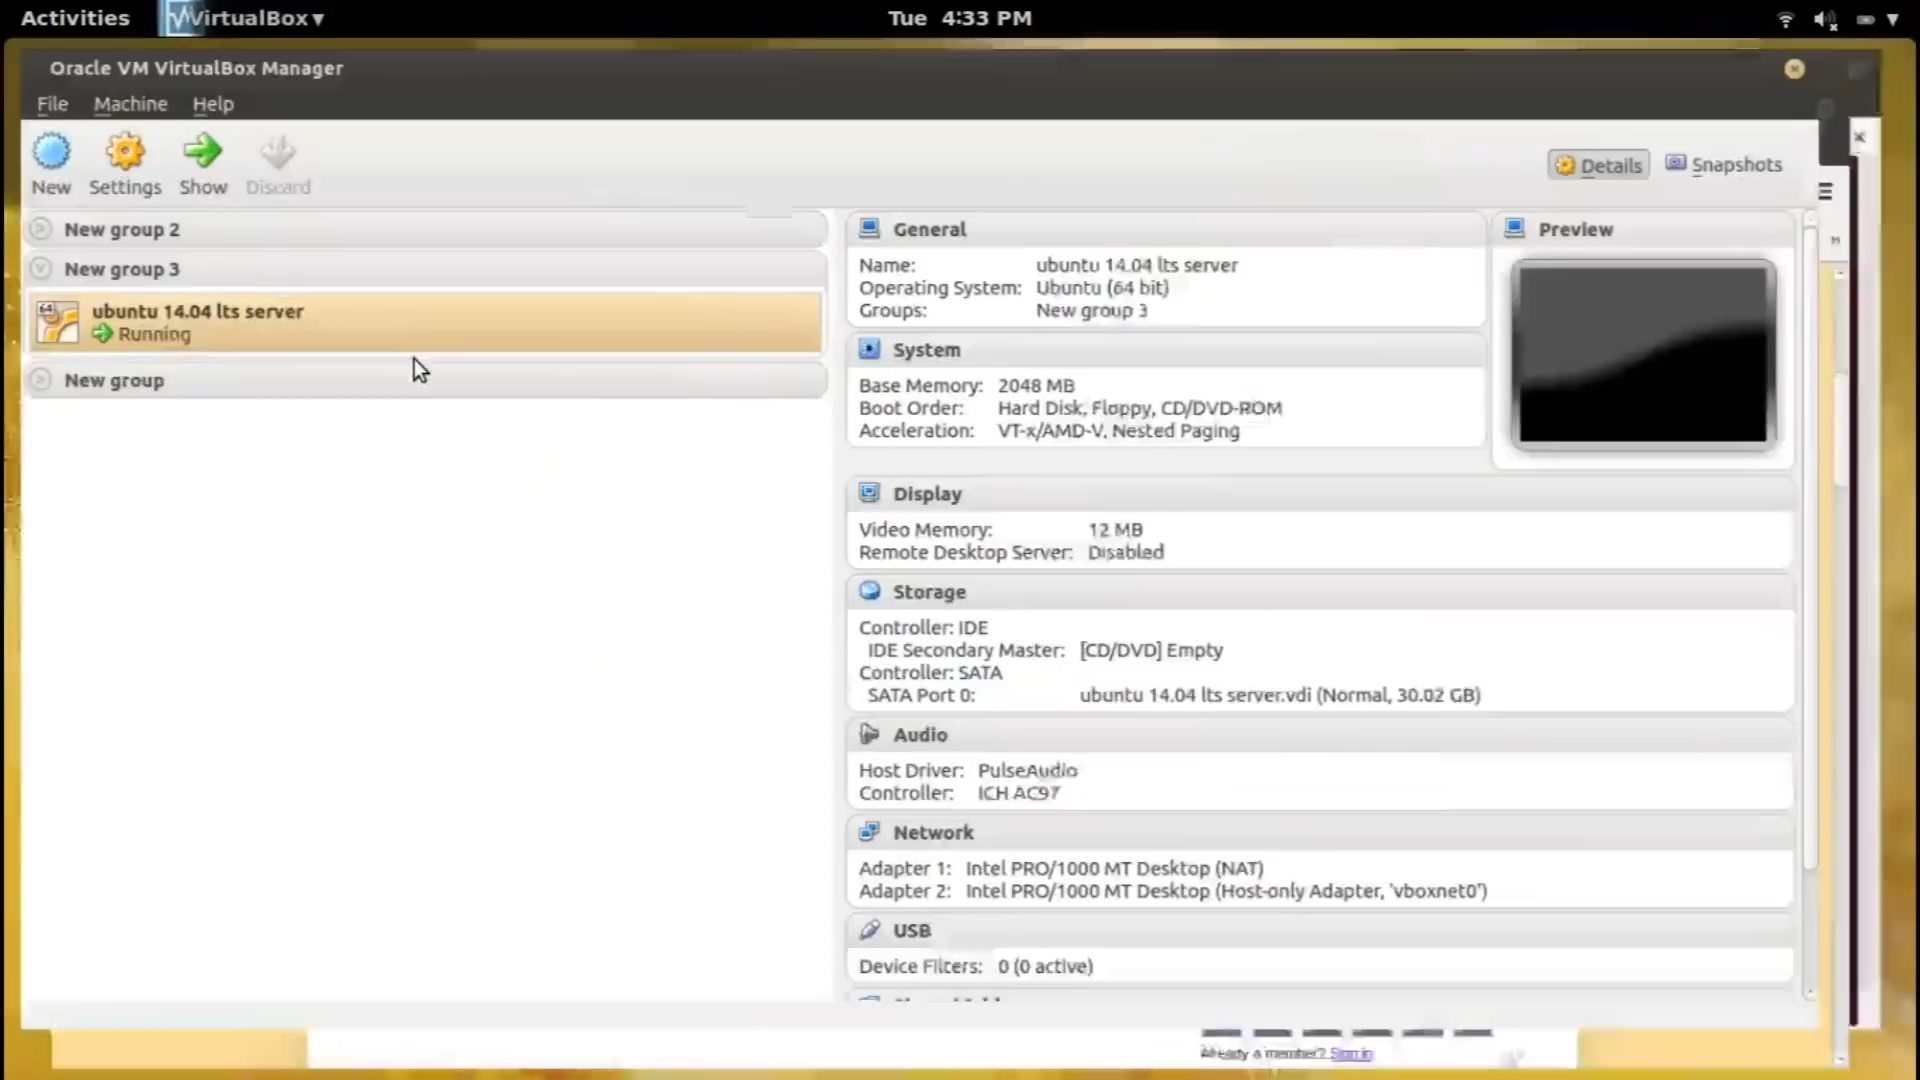 Activities VirtualBox ▾ Tue 4:33 PM
Oracle VM VirtualBox Manager
File Machine Help
New Settings Show Discard
Details Snapshots
New group 2
New group 3
64
ubuntu 14.04 lts server
Running
New group
General
Name: ubuntu 14.04 lts server
Operating System: Ubuntu (64 bit)
Groups: New group 3
Preview
System
Base Memory: 2048 MB
Boot Order: Hard Disk, Floppy, CD/DVD-ROM
Acceleration: VT-x/AMD-V, Nested Paging
Display
Video Memory: 12 MB
Remote Desktop Server: Disabled
Storage
Controller: IDE
IDE Secondary Master: [CD/DVD] Empty
Controller: SATA
SATA Port 0: ubuntu 14.04 lts server.vdi (Normal, 30.02 GB)
Audio
Host Driver: PulseAudio
Controller: ICH AC97
Network
Adapter 1: Intel PRO/1000 MT Desktop (NAT)
Adapter 2: Intel PRO/1000 MT Desktop (Host-only Adapter, 'vboxnet0')
USB
Device Filters: 0 (0 active)
Already a member? Sign in